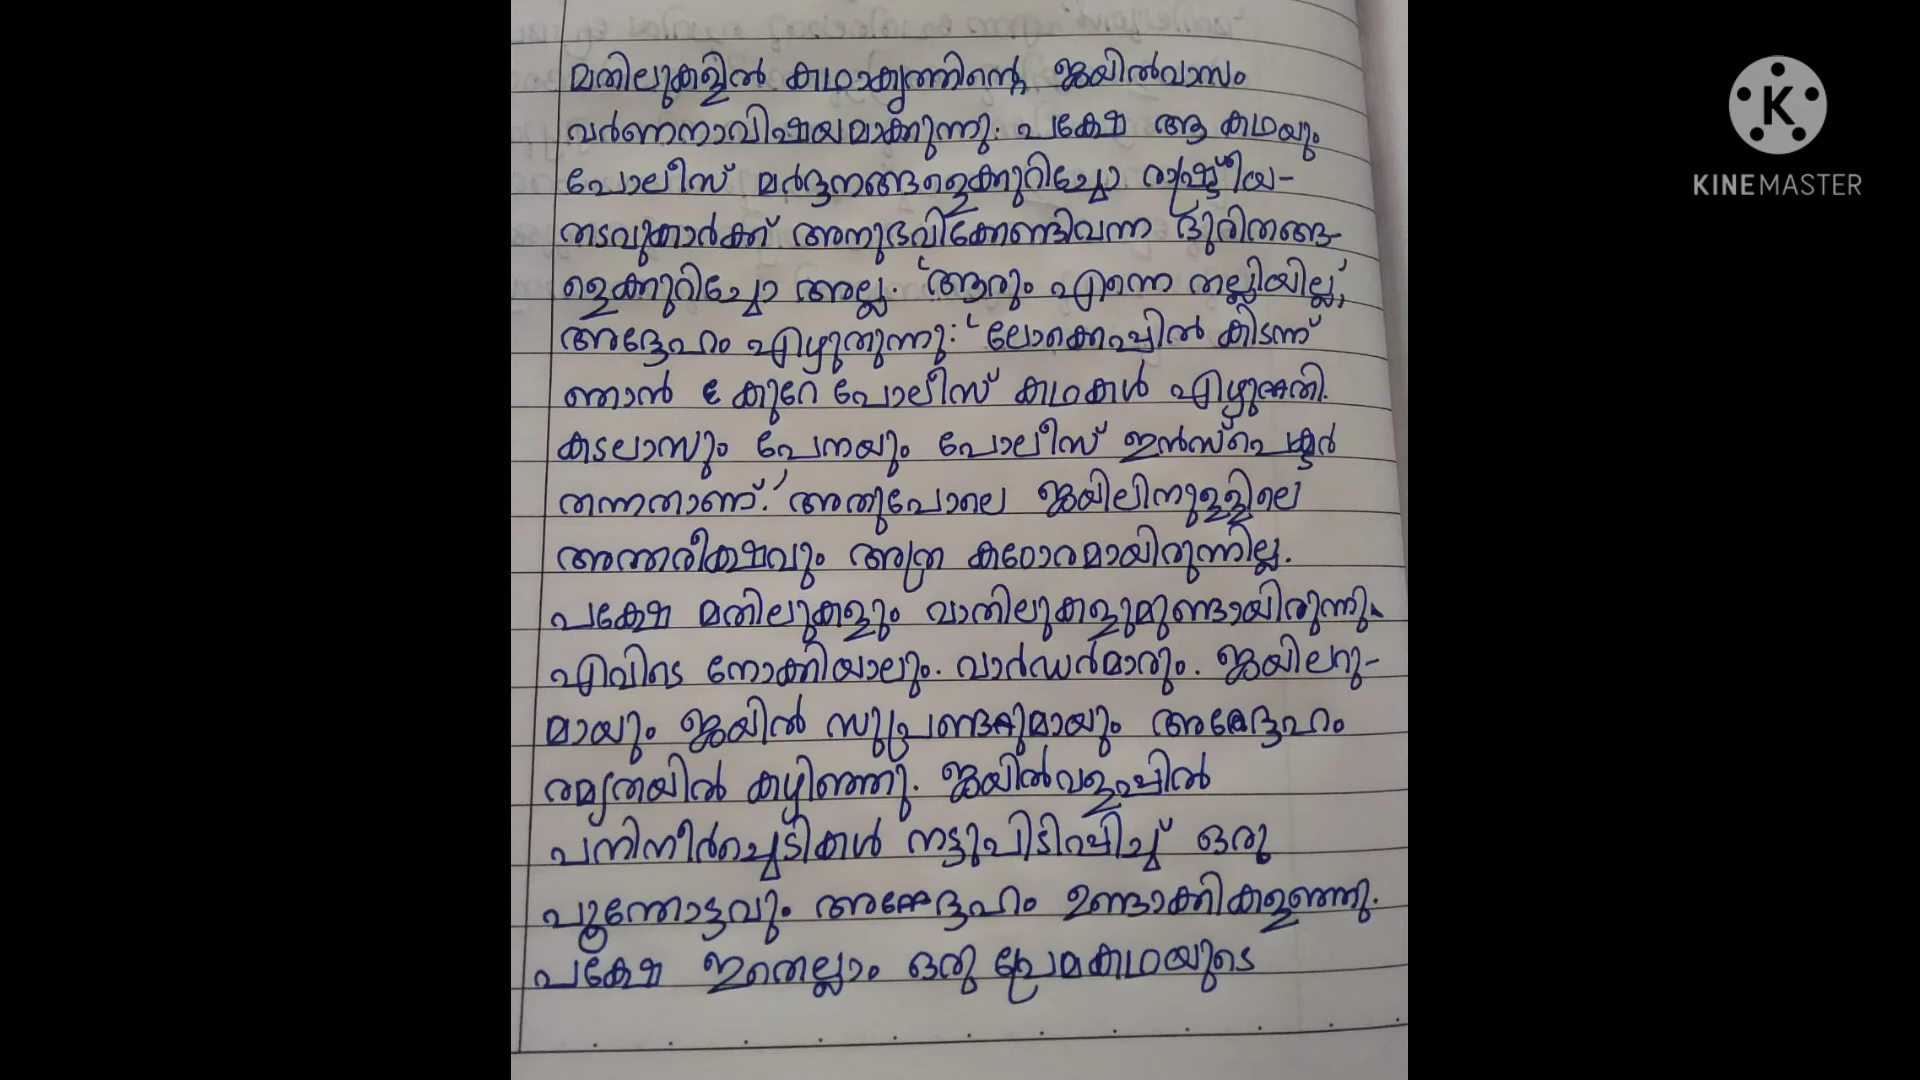 മതിലുകളിൽ കഥാകൃത്തിന്റെ ജയിൽവാസം
വർണ്ണനാവിഷയമാക്കുന്നു. പക്ഷേ ആ കഥയും
പോലീസ് മർദ്ദനങ്ങളെക്കുറിച്ചോ രാഷ്ട്രീയ-
തടവുകാർക്ക് അനുഭവിക്കേണ്ടിവന്ന ദുരിതങ്ങ-
ളെക്കുറിച്ചോ അല്ല. 'ആരും എന്നെ തല്ലിയില്ല',
അദ്ദേഹം എഴുതുന്നു: 'ലോക്കപ്പിൽ കിടന്ന്
ഞാൻ കുറേ പോലീസ് കഥകൾ എഴുതി.
കടലാസും പേനയും പോലീസ് ഇൻസ്പെക്ടർ
തന്നതാണ്.' അതുപോലെ ജയിലിനുള്ളിലെ
അന്തരീക്ഷവും അത്ര കഠോരമായിരുന്നില്ല.
പക്ഷേ മതിലുകളും വാതിലുകളുമുണ്ടായിരുന്നു
എവിടെ നോക്കിയാലും. വാർഡർമാരും. ജയിലറു-
മായും ജയിൽ സൂപ്രണ്ടുമായും അദ്ദേഹം
രമ്യതയിൽ കഴിഞ്ഞു. ജയിൽവളപ്പിൽ
പനിനീർച്ചെടികൾ നട്ടുപിടിപ്പിച്ച് ഒരു
പൂന്തോട്ടവും അദ്ദേഹം ഉണ്ടാക്കികളഞ്ഞു.
പക്ഷേ ഇതെല്ലാം ഒരു പ്രേമകഥയുടെ
K
KINEMASTER